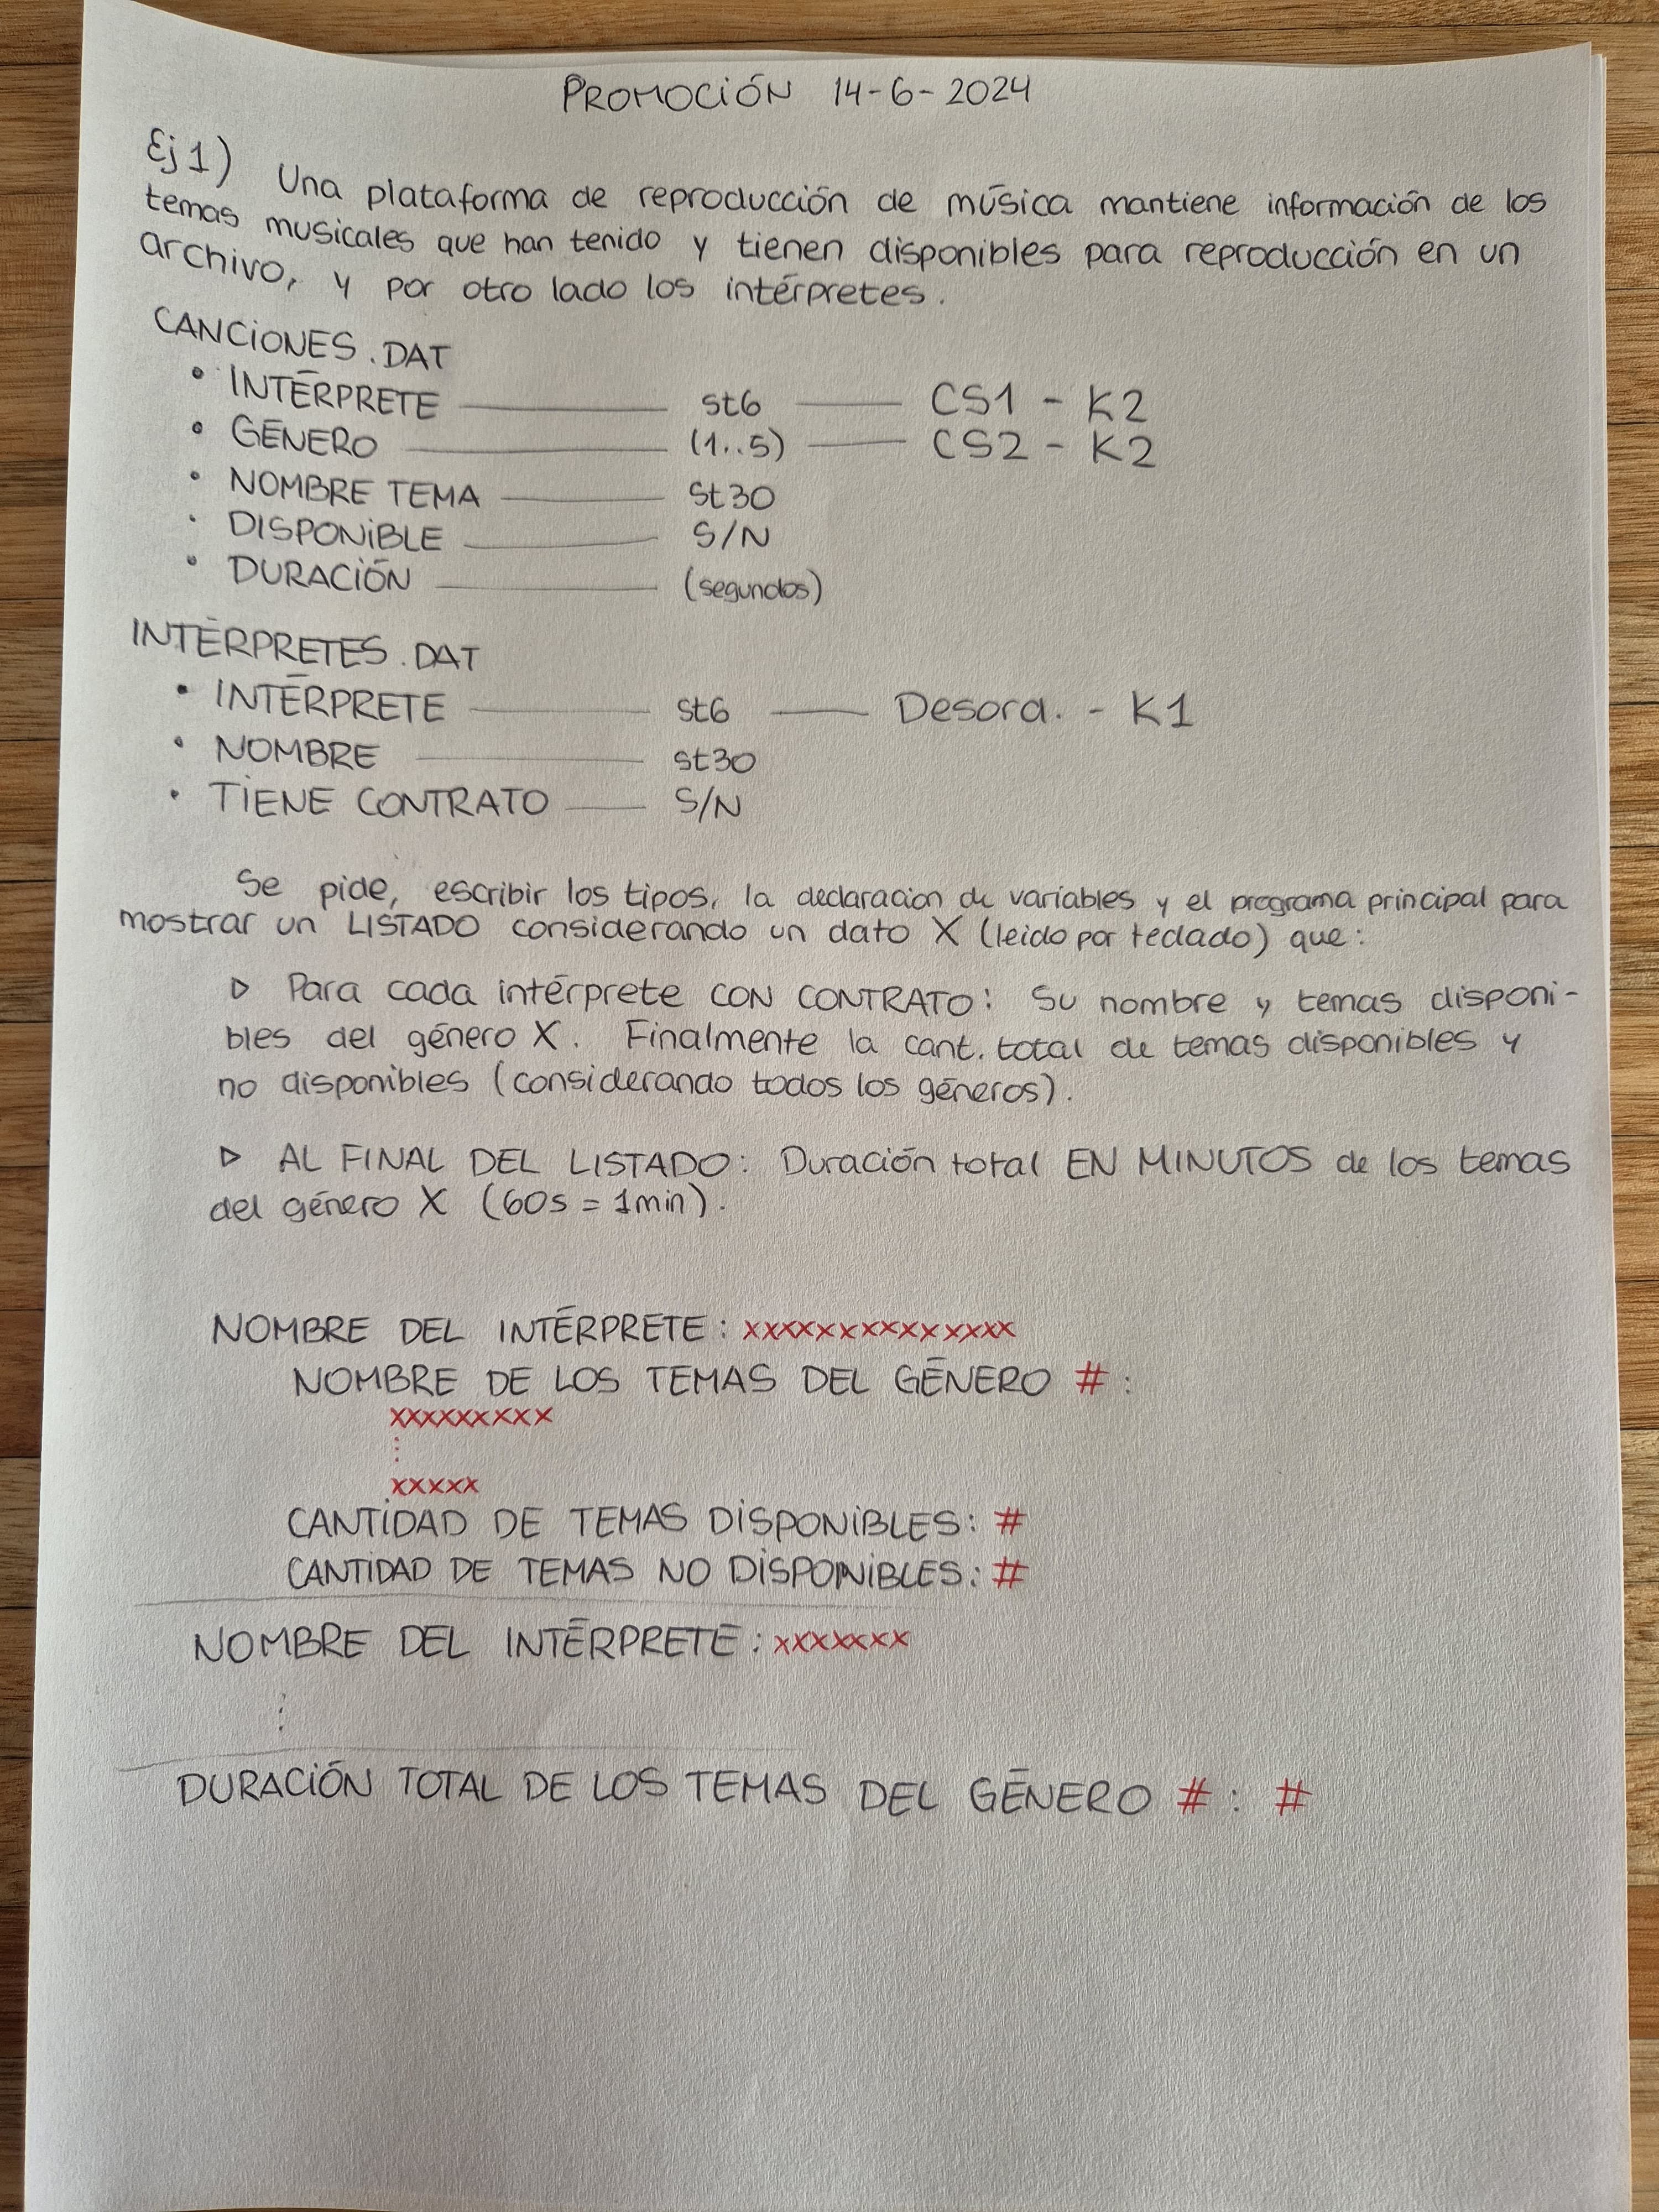 PROMOCIÓN 14-6-2024
Ej 1) Una plataforma de reproducción de música mantiene información de los
temas musicales que han tenido y tienen disponibles para reproducción en un
archivo, y por otro lado los intérpretes.
CANCIONES.DAT
• INTÉRPRETE —— st6 —— CS1 - K2
• GÉNERO —— (1..5) —— CS2 - K2
• NOMBRE TEMA —— St30
• DISPONIBLE —— S/N
• DURACIÓN —— (segundos)
INTÉRPRETES.DAT
• INTÉRPRETE —— st6 —— Desord. - K1
• NOMBRE —— st30
• TIENE CONTRATO —— S/N
Se pide, escribir los tipos, la declaracion de variables y el programa principal para
mostrar un LISTADO considerando un dato X (leido por teclado) que:
▷ Para cada intérprete CON CONTRATO: Su nombre y temas disponi-
bles del género X. Finalmente la cant. total de temas disponibles y
no disponibles (considerando todos los géneros).
▷ AL FINAL DEL LISTADO: Duración total EN MINUTOS de los temas
del género X (60s = 1min).
NOMBRE DEL INTÉRPRETE: xxxxxxxxxxxxxxx
NOMBRE DE LOS TEMAS DEL GÉNERO #:
xxxxxxxxx
⋮
xxxxx
CANTIDAD DE TEMAS DISPONIBLES: #
CANTIDAD DE TEMAS NO DISPONIBLES: #
NOMBRE DEL INTÉRPRETE: xxxxxxx
⋮
DURACIÓN TOTAL DE LOS TEMAS DEL GÉNERO #: #